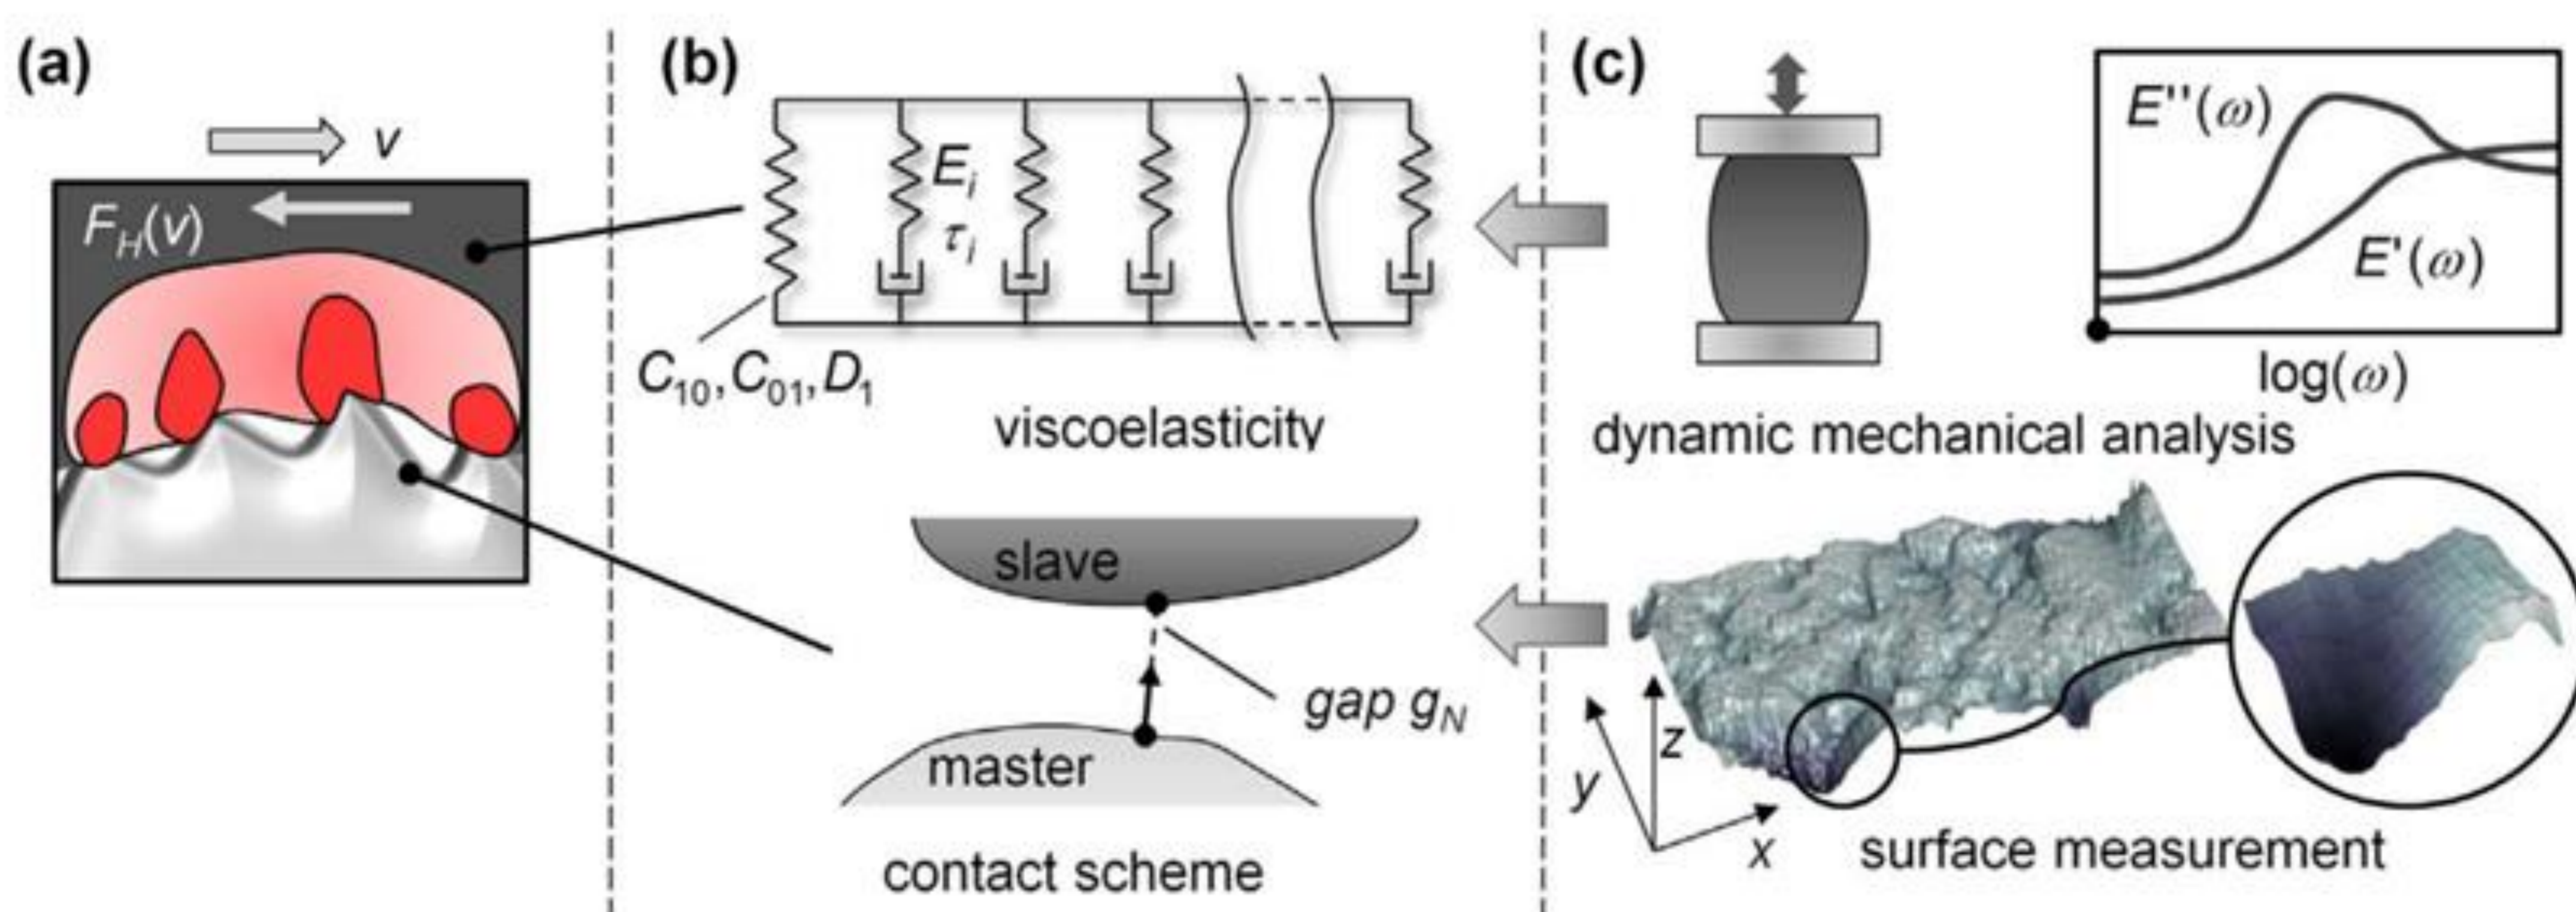 (a)
v
F_H(v)
(b)
E_i
τ_i
C_10, C_01, D_1
viscoelasticity
slave
gap g_N
master
contact scheme
(c)
E''(ω)
E'(ω)
log(ω)
dynamic mechanical analysis
z
y
x
surface measurement